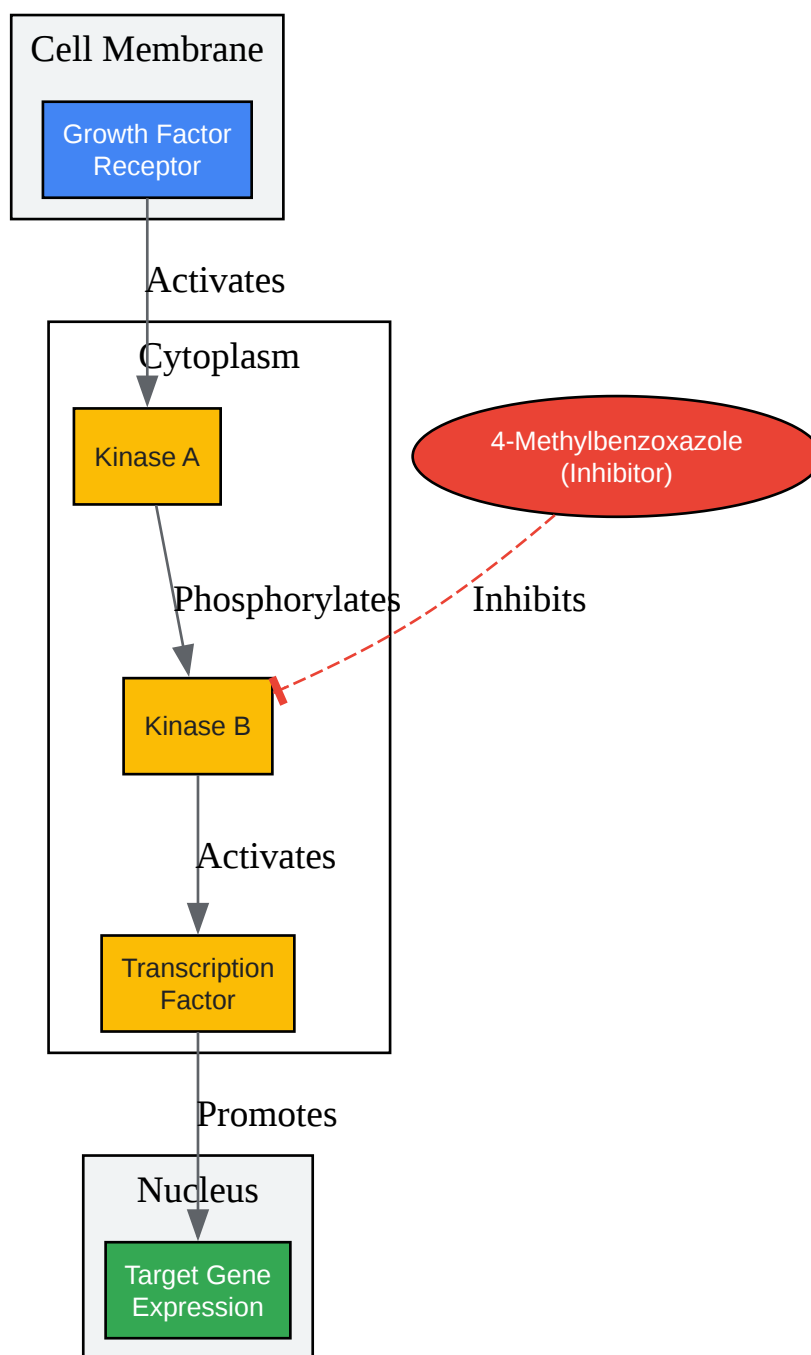 Cell Membrane
Growth Factor
Receptor
Activates
Cytoplasm
Kinase A
4-Methylbenzoxazole
(Inhibitor)
Phosphorylates
Inhibits
Kinase B
Activates
Transcription
Factor
Promotes
Nucleus
Target Gene
Expression